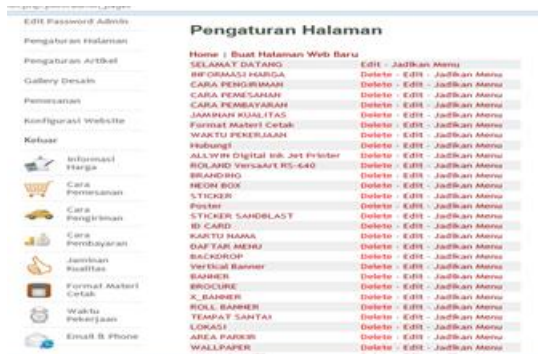 Edit Password Admin
Pengaturan Halaman
Pengaturan Artikel
Gallery Desain
Pemesanan
Konfigurasi Website
Keluar
Informasi
Harga
Cara
Pemesanan
Cara
Pengiriman
Cara
Pembayaran
Jaminan
Kualitas
Format Materi
Cetak
Waktu
Pekerjaan
Email & Phone
Pengaturan Halaman
Home | Buat Halaman Web Baru
SELAMAT DATANG Edit - Jadikan Menu
INFORMASI HARGA Delete - Edit - Jadikan Menu
CARA PENGIRIMAN Delete - Edit - Jadikan Menu
CARA PEMESANAN Delete - Edit - Jadikan Menu
CARA PEMBAYARAN Delete - Edit - Jadikan Menu
JAMINAN KUALITAS Delete - Edit - Jadikan Menu
Format Materi Cetak Delete - Edit - Jadikan Menu
WAKTU PEKERJAAN Delete - Edit - Jadikan Menu
Hubungi Delete - Edit - Jadikan Menu
ALLWIN Digital Ink Jet Printer Delete - Edit - Jadikan Menu
ROLAND VersaArt RS-640 Delete - Edit - Jadikan Menu
BRANDING Delete - Edit - Jadikan Menu
NEON BOX Delete - Edit - Jadikan Menu
STICKER Delete - Edit - Jadikan Menu
Poster Delete - Edit - Jadikan Menu
STICKER SANDBLAST Delete - Edit - Jadikan Menu
ID CARD Delete - Edit - Jadikan Menu
KARTU NAMA Delete - Edit - Jadikan Menu
DAFTAR MENU Delete - Edit - Jadikan Menu
BACKDROP Delete - Edit - Jadikan Menu
Vertical Banner Delete - Edit - Jadikan Menu
BANNER Delete - Edit - Jadikan Menu
BROCURE Delete - Edit - Jadikan Menu
X_BANNER Delete - Edit - Jadikan Menu
ROLL BANNER Delete - Edit - Jadikan Menu
TEMPAT SANTAI Delete - Edit - Jadikan Menu
LOKASI Delete - Edit - Jadikan Menu
AREA PARKIR Delete - Edit - Jadikan Menu
WALLPAPER Delete - Edit - Jadikan Menu